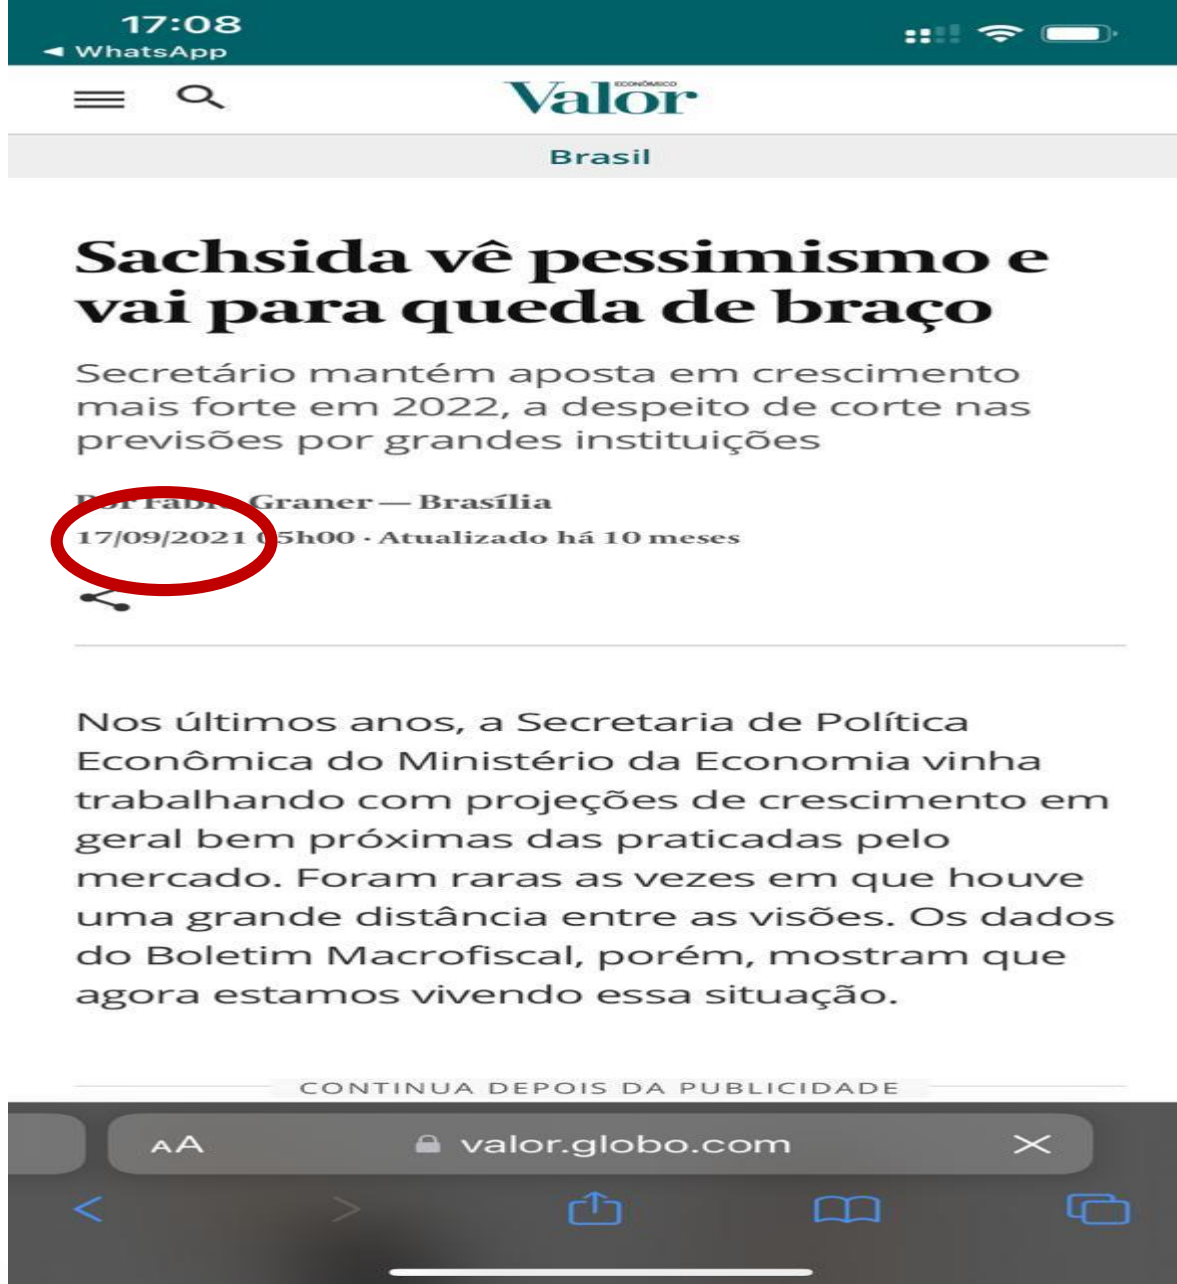 17:08
WhatsApp
ECONÔMICO
Valor
Brasil
Sachsida vê pessimismo e
vai para queda de braço
Secretário mantém aposta em crescimento
mais forte em 2022, a despeito de corte nas
previsões por grandes instituições
Por Fabio Graner — Brasília
17/09/2021 05h00 · Atualizado há 10 meses
Nos últimos anos, a Secretaria de Política
Econômica do Ministério da Economia vinha
trabalhando com projeções de crescimento em
geral bem próximas das praticadas pelo
mercado. Foram raras as vezes em que houve
uma grande distância entre as visões. Os dados
do Boletim Macrofiscal, porém, mostram que
agora estamos vivendo essa situação.
CONTINUA DEPOIS DA PUBLICIDADE
AA valor.globo.com